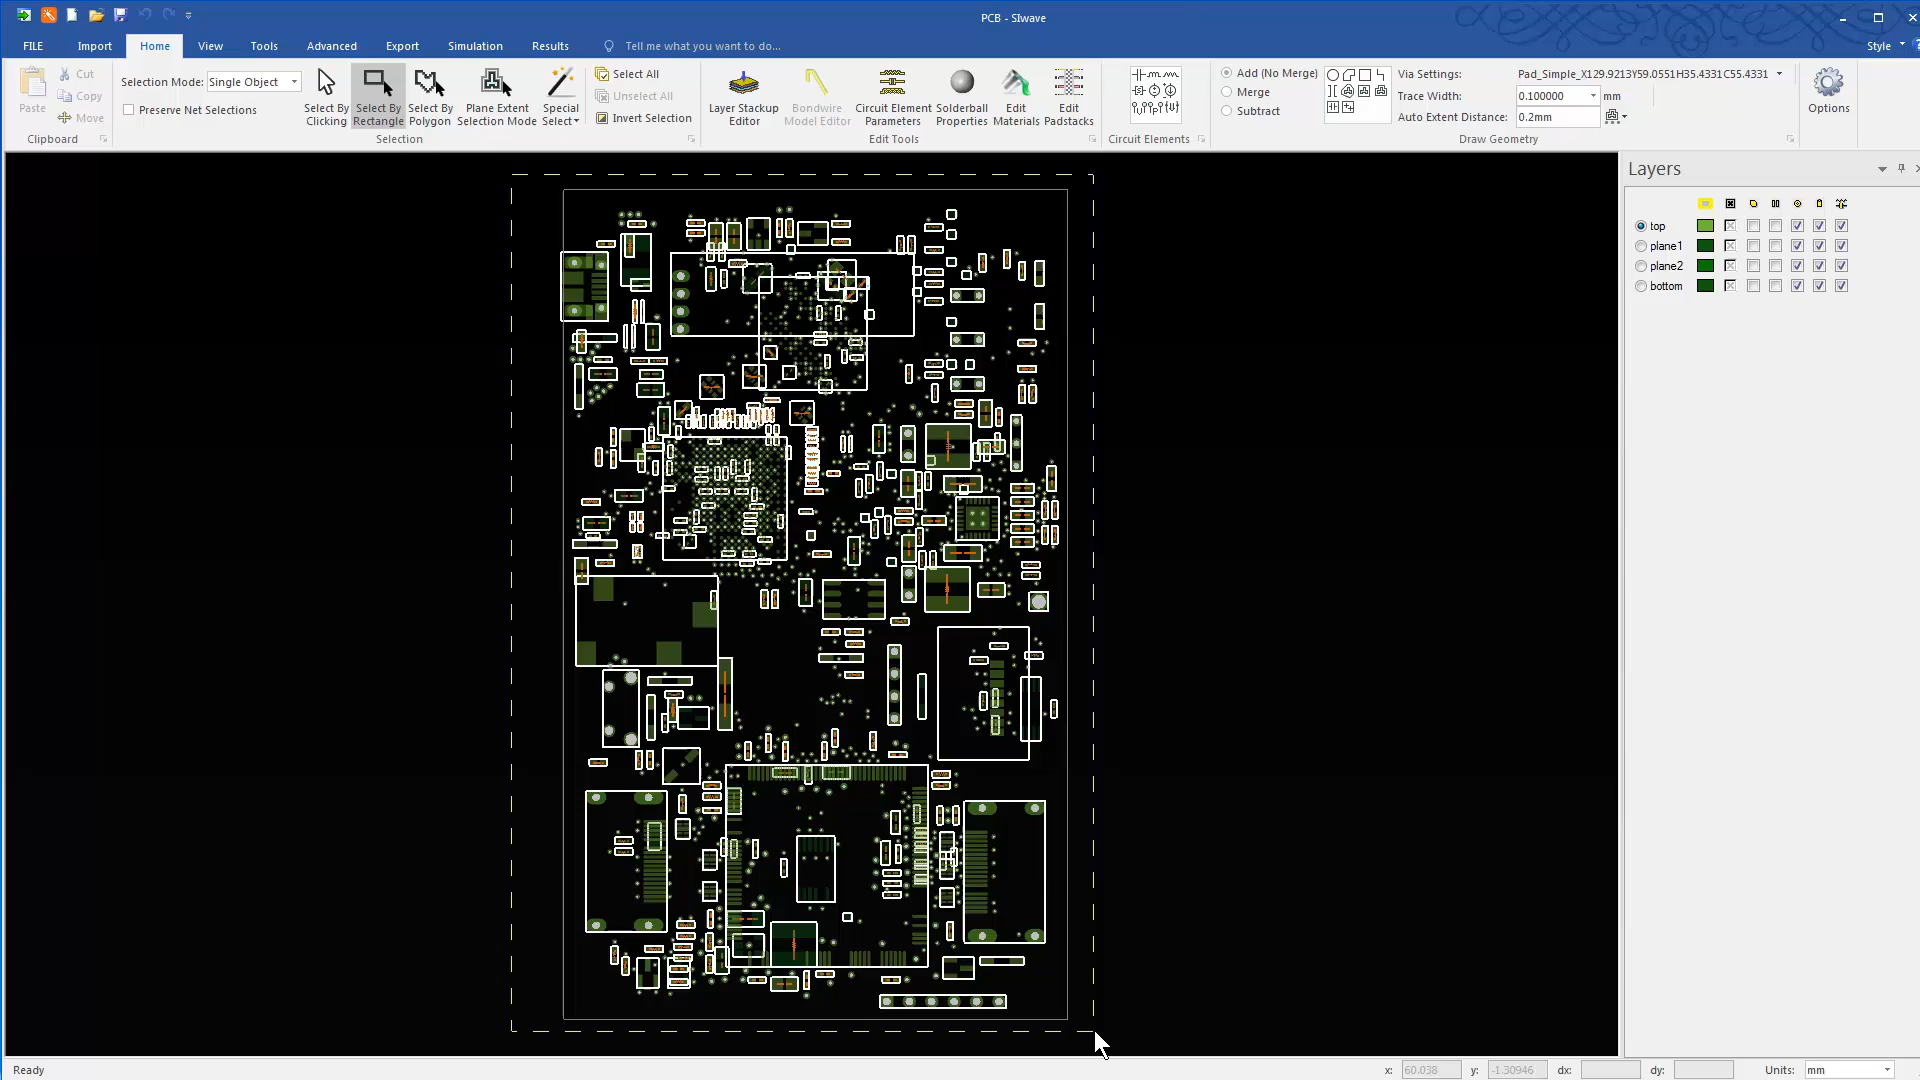 PCB - SIwave
FILE Import Home View Tools Advanced Export Simulation Results Tell me what you want to do... Style
Paste
Cut
Copy
Move
Clipboard
Selection Mode: Single Object
Preserve Net Selections
Select By Clicking
Select By Rectangle
Select By Polygon
Plane Extent Selection Mode
Special Select
Select All
Unselect All
Invert Selection
Selection
Layer Stackup Editor
Bondwire Model Editor
Circuit Element Parameters
Solderball Properties
Edit Materials
Edit Padstacks
Edit Tools
Circuit Elements
Add (No Merge)
Merge
Subtract
Via Settings: Pad_Simple_X129.9213Y59.0551H35.4331C55.4331
Trace Width: 0.100000 mm
Auto Extent Distance: 0.2mm
Draw Geometry
Options
Layers
top
plane1
plane2
bottom
Ready x: 60.038 y: -1.30946 dx: dy: Units: mm